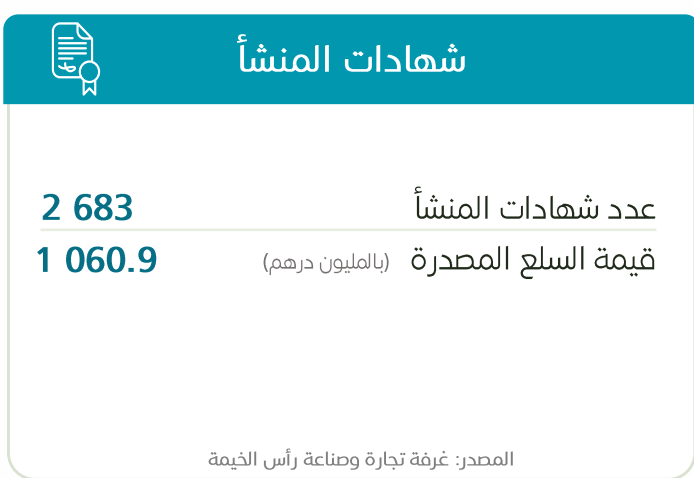 شهادات المنشأ
عدد شهادات المنشأ 2 683
قيمة السلع المصدرة (بالمليون درهم) 1 060.9
المصدر: غرفة تجارة وصناعة رأس الخيمة